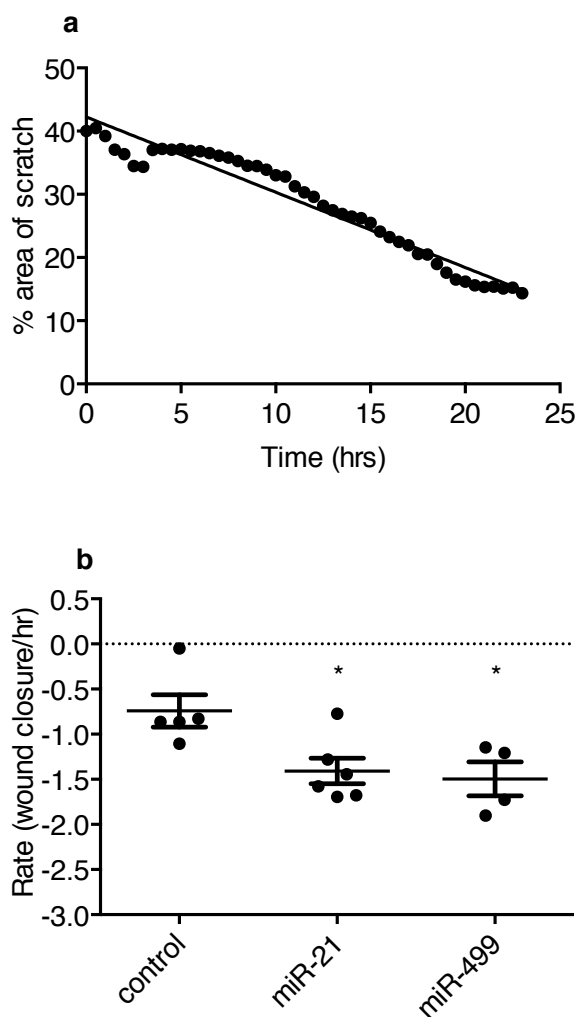 a
% area of scratch
50
40
30
20
10
0
0 5 10 15 20 25
Time (hrs)
b
Rate (wound closure/hr)
0.5
0.0
-0.5
-1.0
-1.5
-2.0
-2.5
-3.0
* *
control miR-21 miR-499